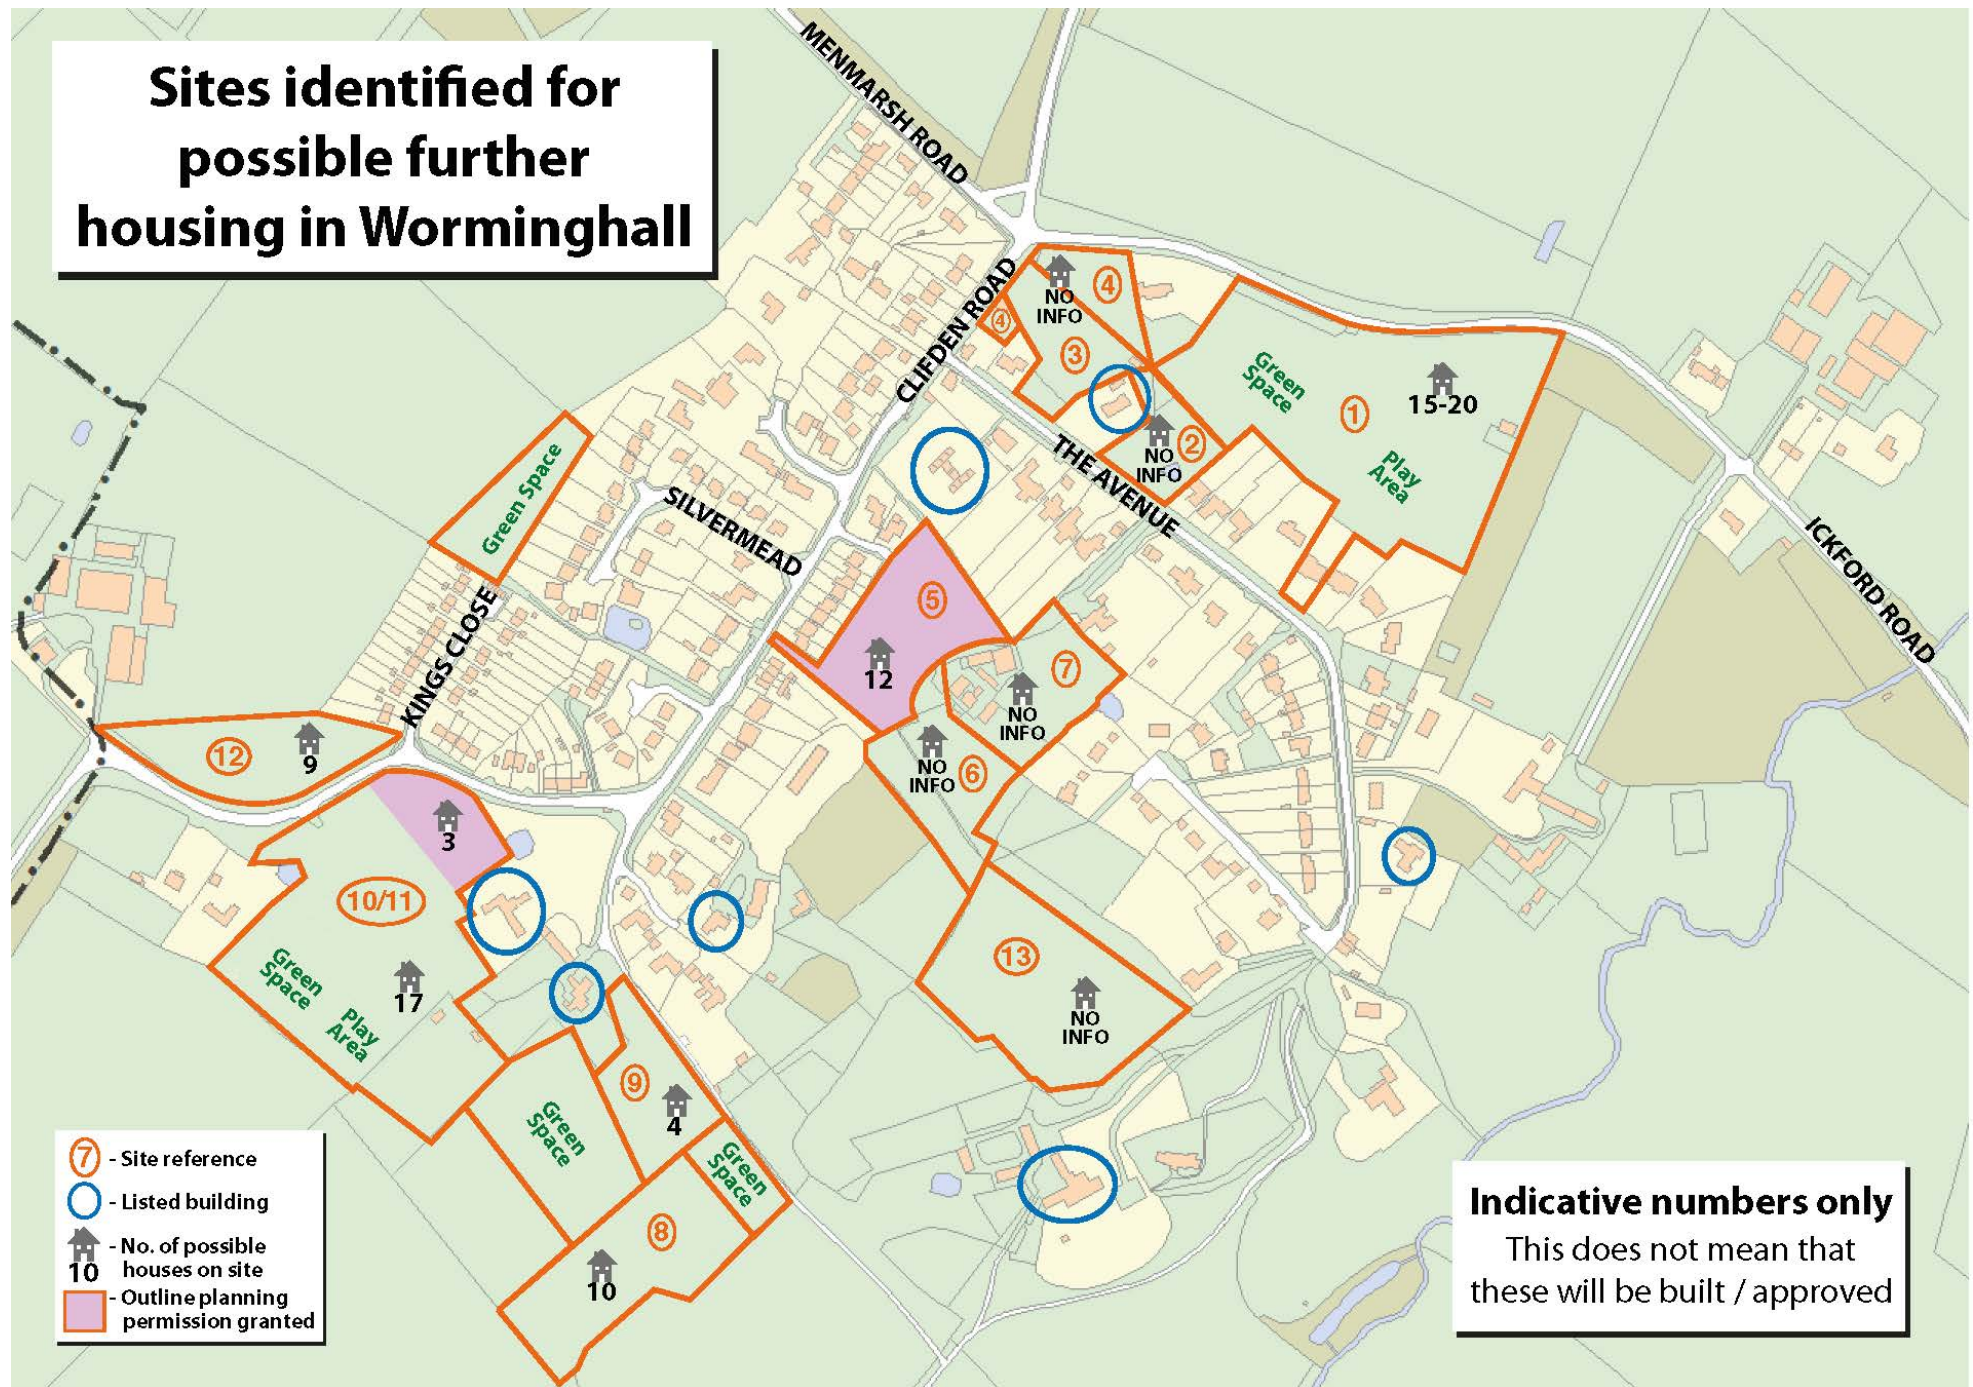 Sites identified for
possible further
housing in Worminghall
MENMARSH ROAD
CLIFDEN ROAD
NO
INFO
4
4
3
Green
Space
15-20
1
Play
Area
NO
INFO
2
THE AVENUE
ICKFORD ROAD
Green Space
SILVERMEAD
KINGS CLOSE
5
12
7
NO
INFO
NO
INFO
6
12
9
3
10/11
Green
Space
17
Play
Area
13
NO
INFO
9
4
Green
Space
Green
Space
8
10
7 - Site reference
- Listed building
- No. of possible
10 houses on site
- Outline planning
permission granted
Indicative numbers only
This does not mean that
these will be built / approved